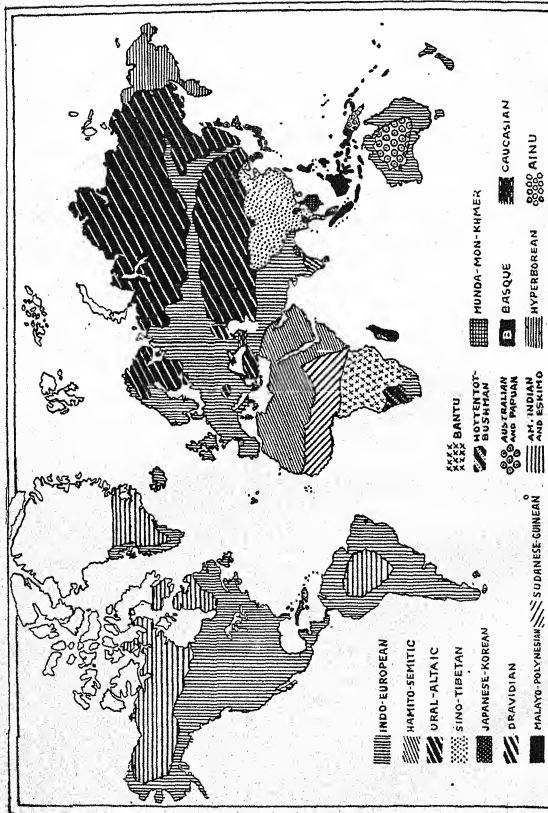 INDO-EUROPEAN
HAMITO-SEMITIC
URAL-ALTAIC
SINO-TIBETAN
JAPANESE-KOREAN
DRAVIDIAN
MALAYO-POLYNESIAN
SUDANESE-GUINEAN
BANTU
HOTTENTOT-
BUSHMAN
AUSTRALIAN
AND PAPUAN
AM. INDIAN
AND ESKIMO
MUNDA-MON-KHMER
B BASQUE
HYPERBOREAN
CAUCASIAN
AINU